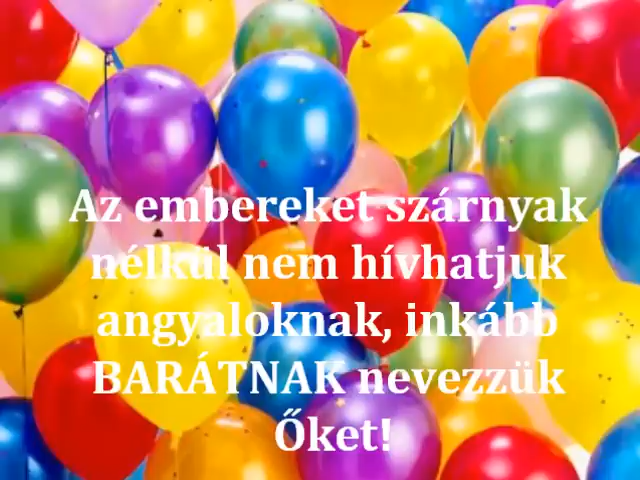 Az embereket szárnyak
nélkül nem hívhatjuk
angyaloknak, inkább
BARÁTNAK nevezzük
Őket!